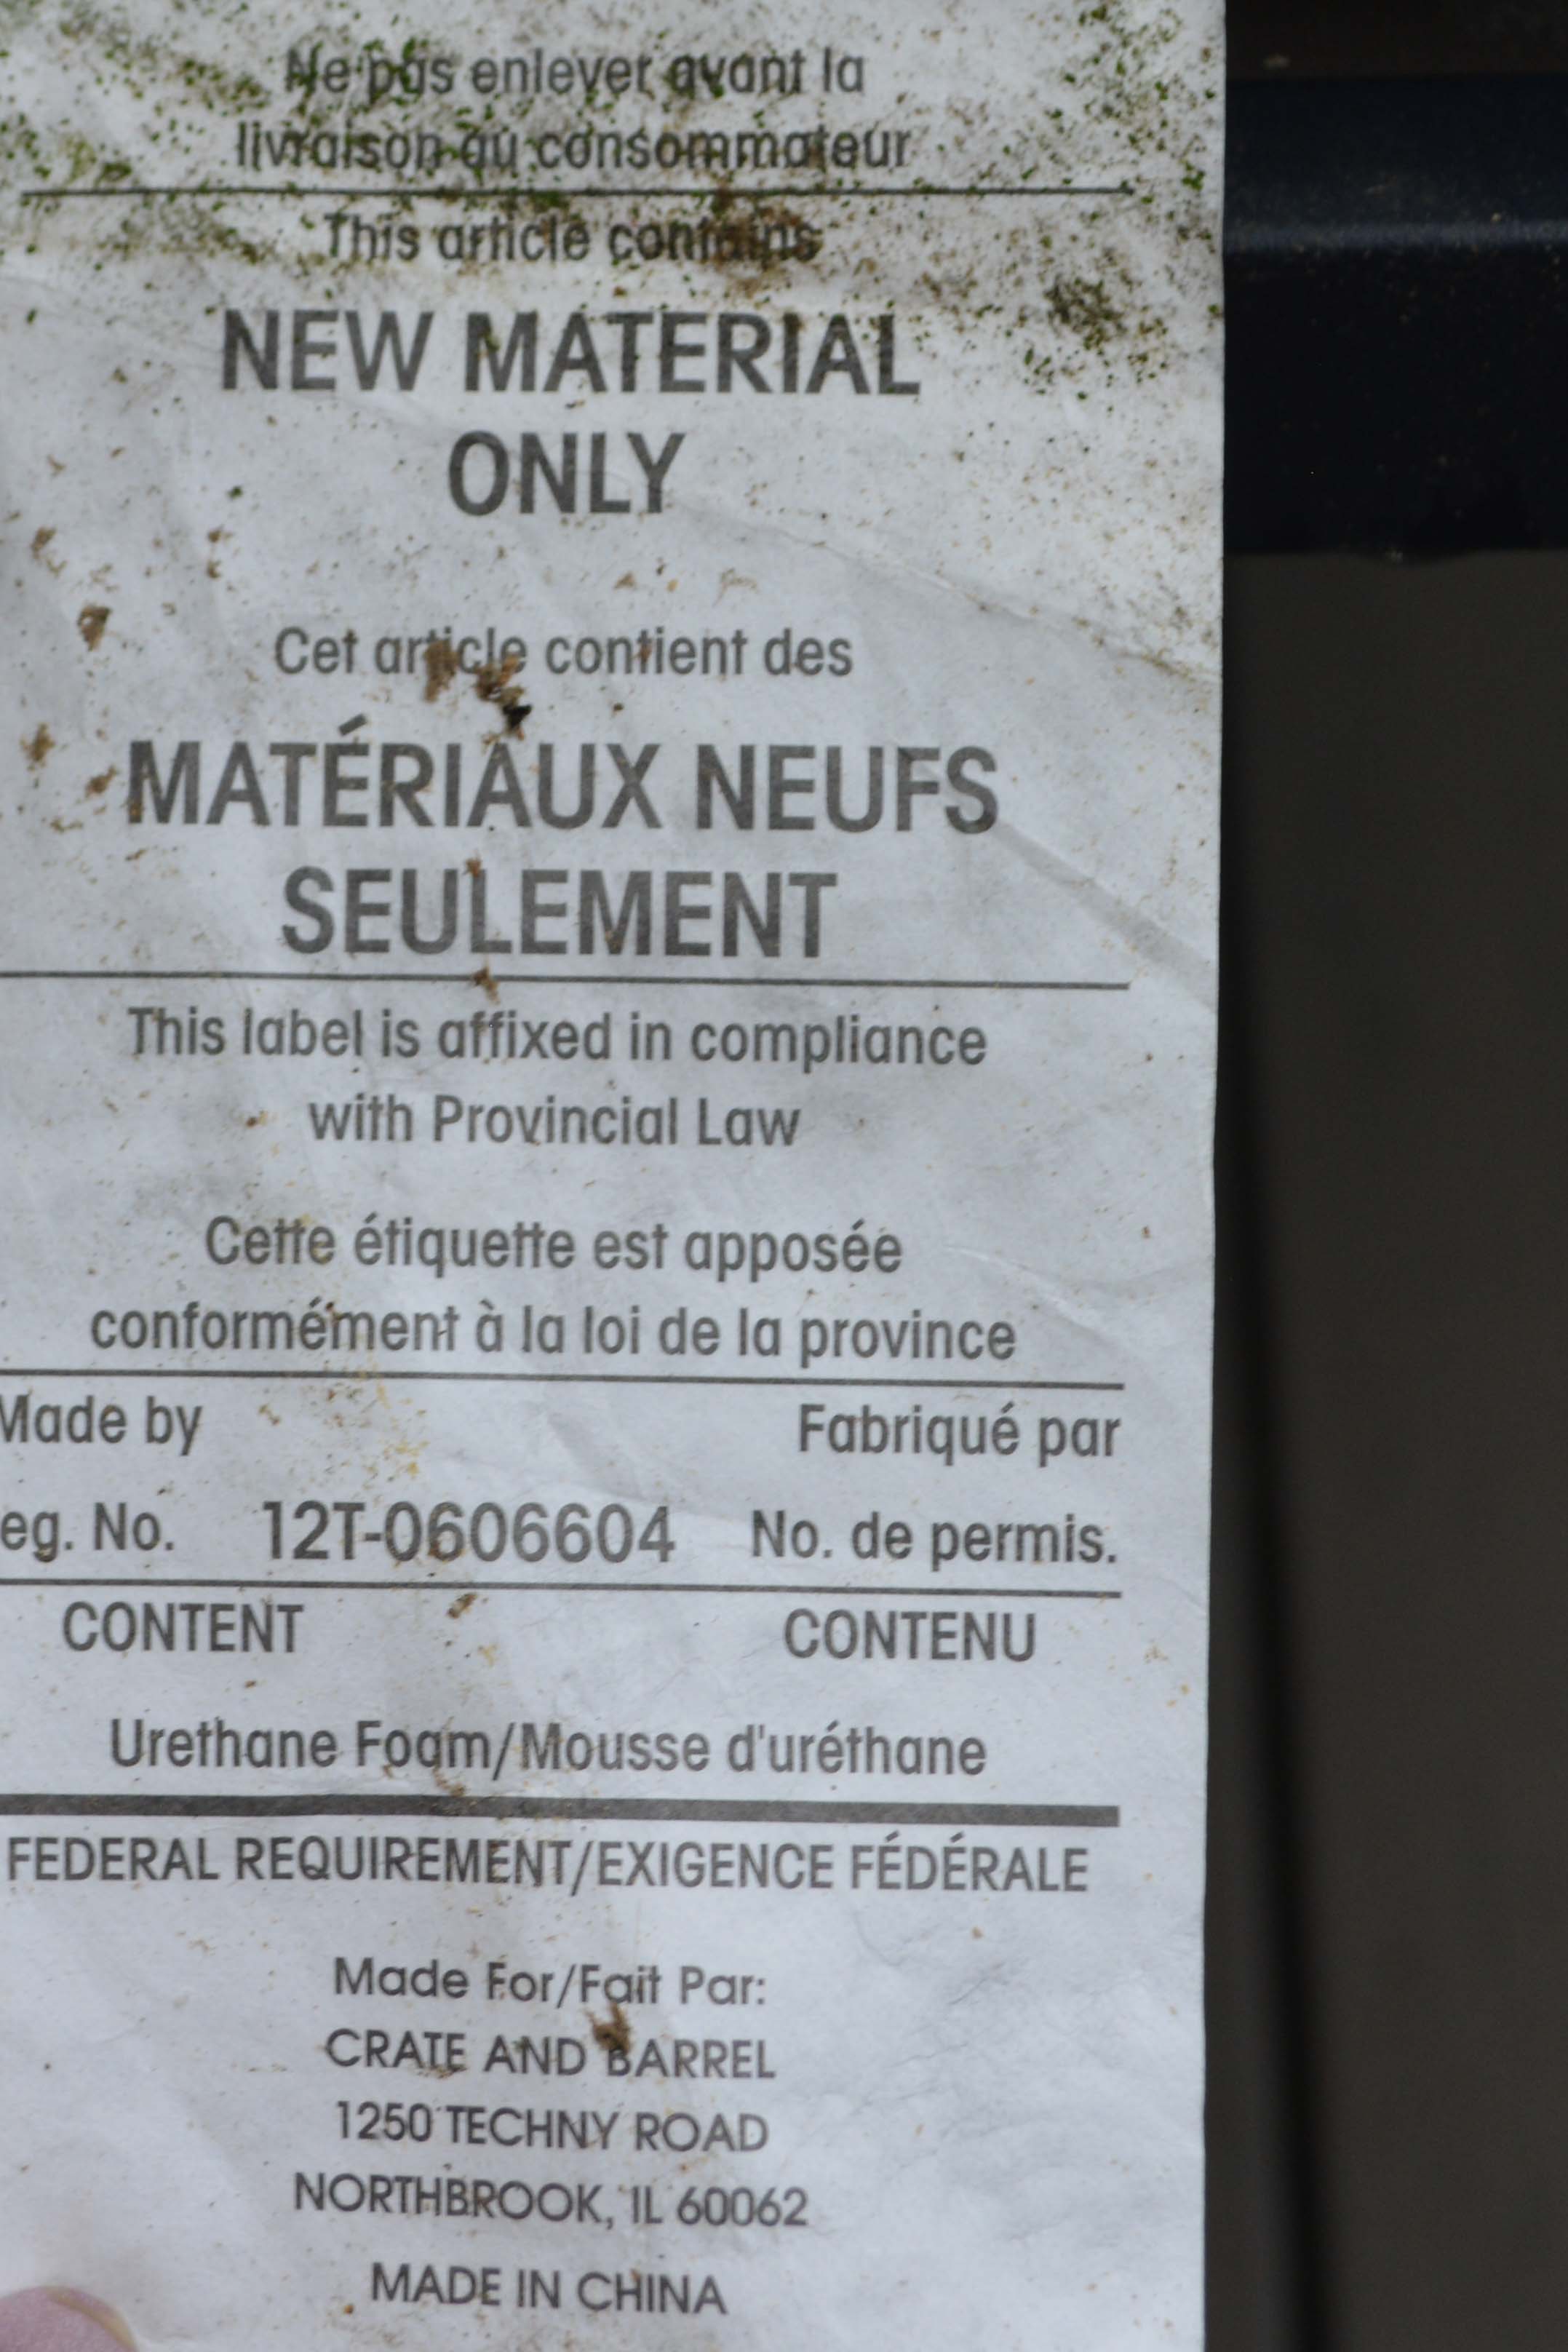 Ne pas enlever avant la
livraison au consommateur
This article contains
NEW MATERIAL
ONLY
Cet article contient des
MATÉRIAUX NEUFS
SEULEMENT
This label is affixed in compliance
with Provincial Law
Cette étiquette est apposée
conformément à la loi de la province
Made by Fabriqué par
eg. No. 12T-0606604 No. de permis.
CONTENT CONTENU
Urethane Foam/Mousse d'uréthane
FEDERAL REQUIREMENT/EXIGENCE FÉDÉRALE
Made For/Fait Par:
CRATE AND BARREL
1250 TECHNY ROAD
NORTHBROOK, IL 60062
MADE IN CHINA